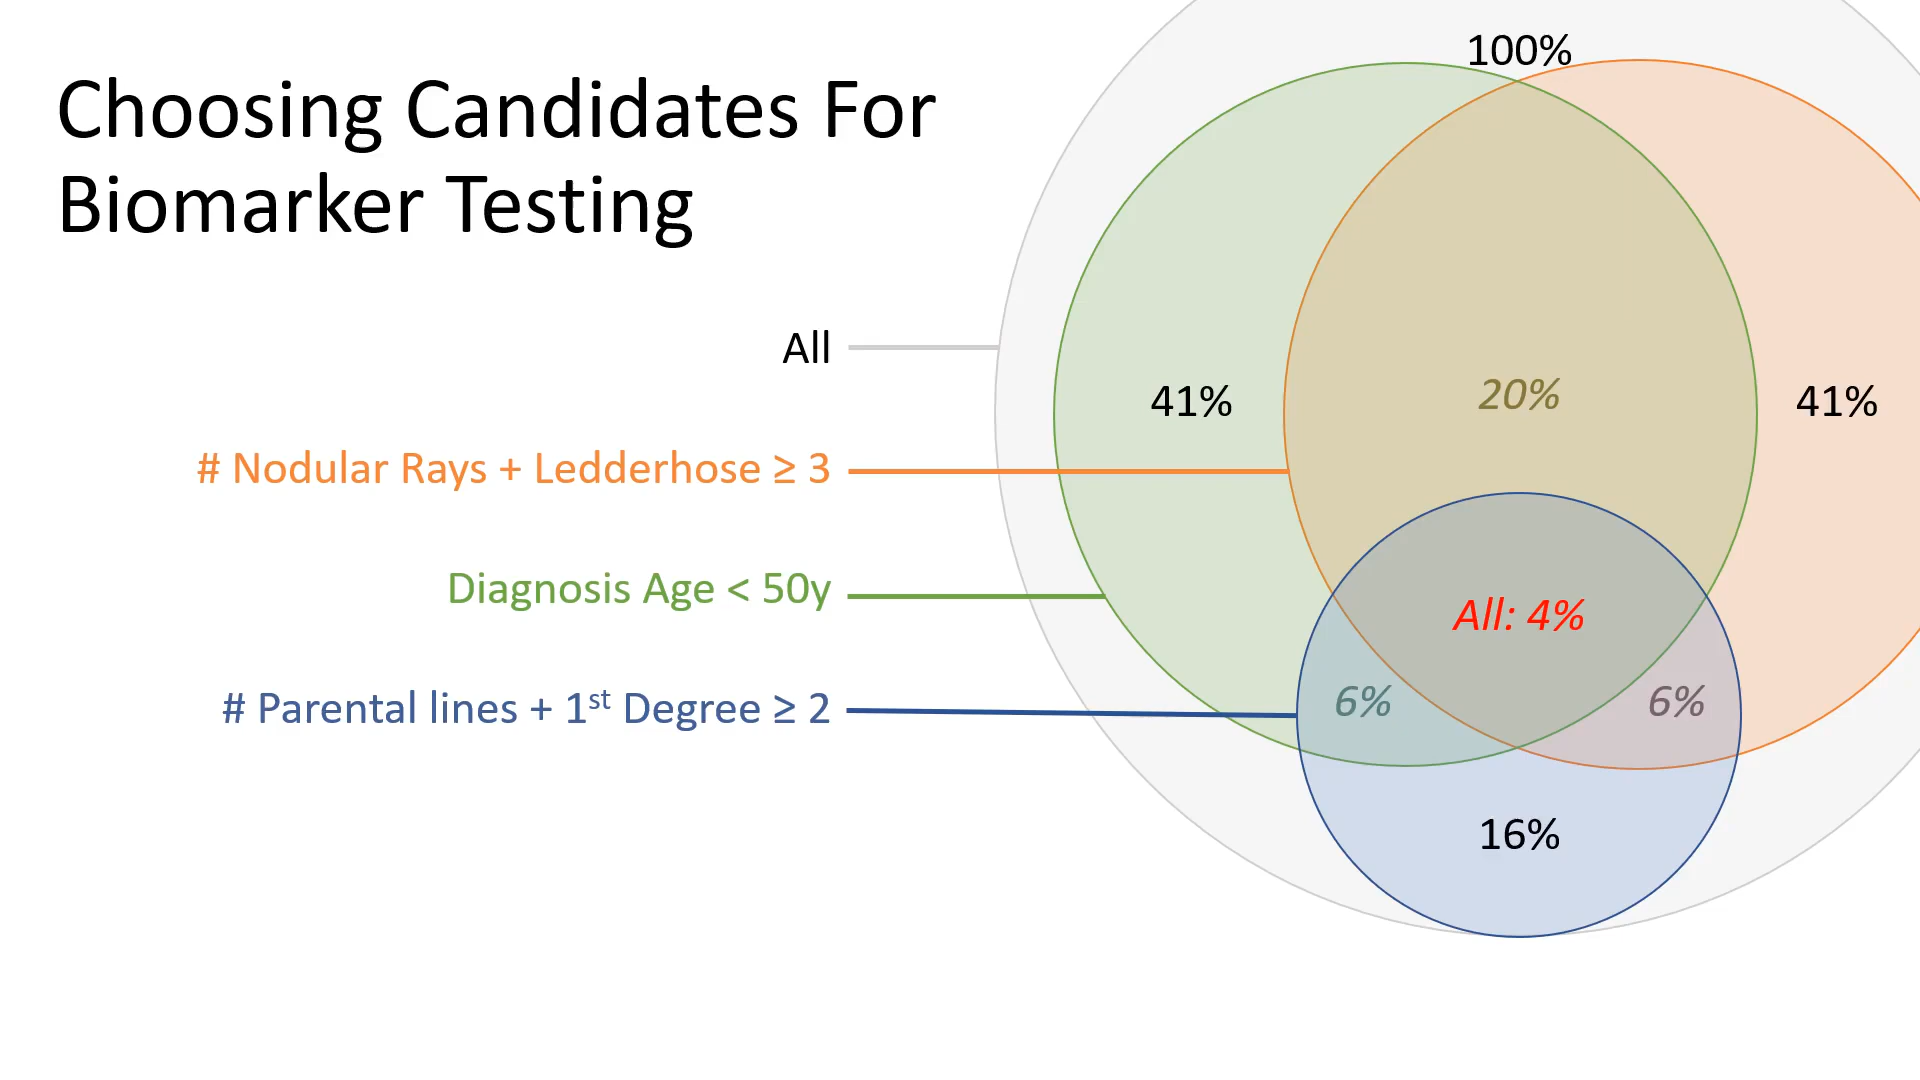 Choosing Candidates For
Biomarker Testing
100%
All
41%
20%
41%
# Nodular Rays + Ledderhose ≥ 3
Diagnosis Age < 50y
All: 4%
# Parental lines + 1st Degree ≥ 2
6%
6%
16%